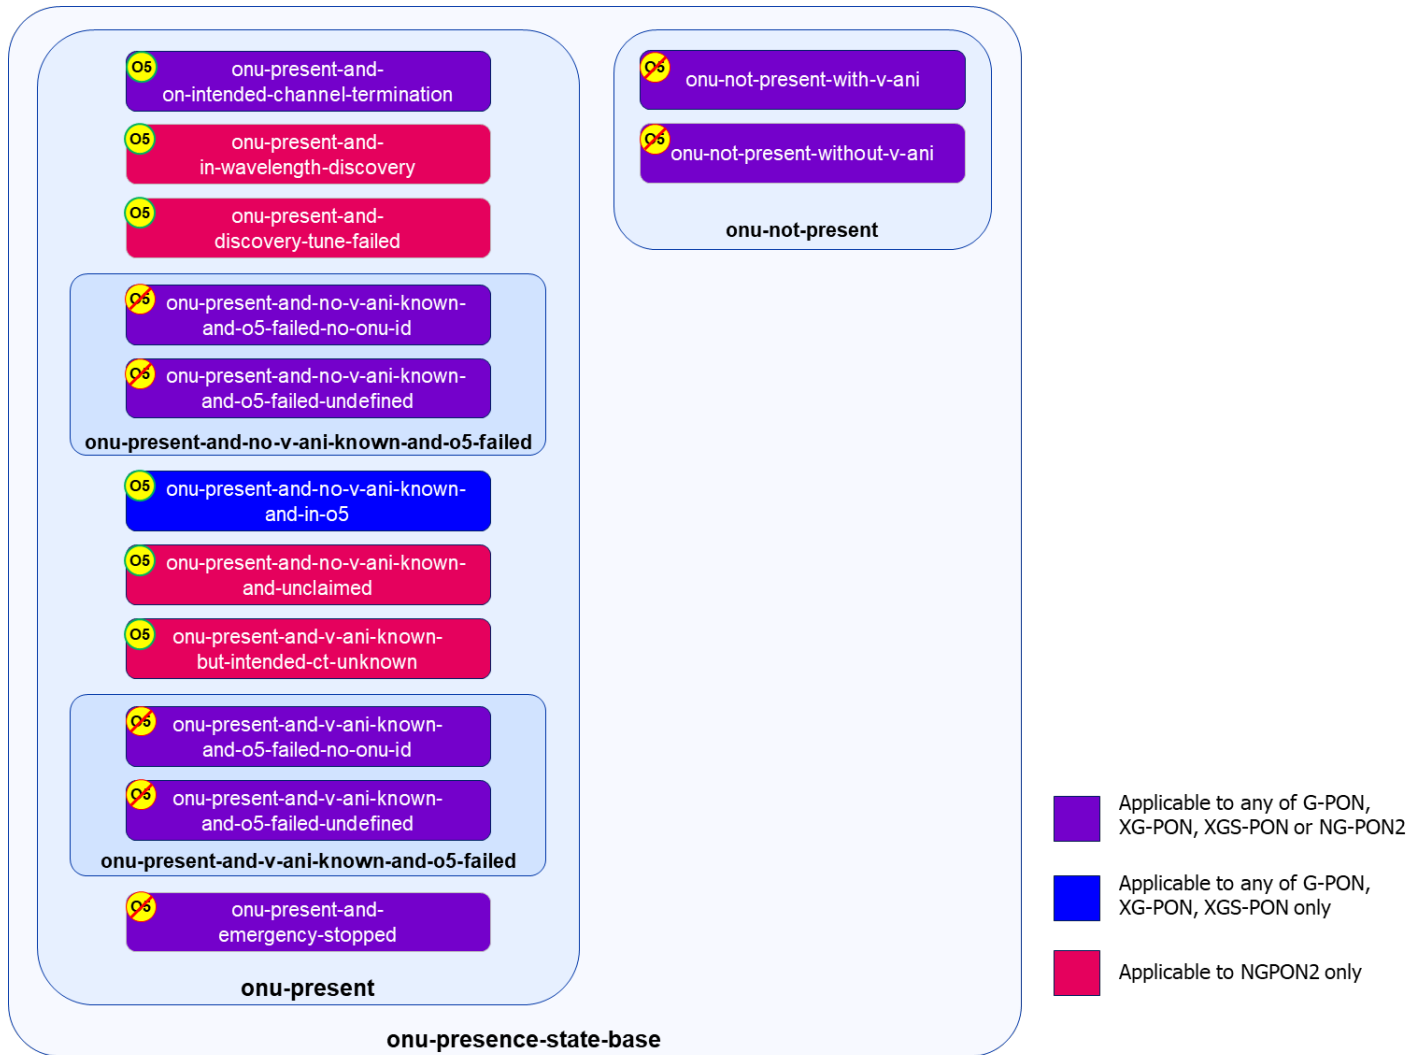 O5
onu-present-and-
on-intended-channel-termination
O5
onu-present-and-
in-wavelength-discovery
O5
onu-present-and-
discovery-tune-failed
O5
onu-present-and-no-v-ani-known-
and-o5-failed-no-onu-id
O5
onu-present-and-no-v-ani-known-
and-o5-failed-undefined
onu-present-and-no-v-ani-known-and-o5-failed
O5
onu-present-and-no-v-ani-known-
and-in-o5
O5
onu-present-and-no-v-ani-known-
and-unclaimed
O5
onu-present-and-v-ani-known-
but-intended-ct-unknown
O5
onu-present-and-v-ani-known-
and-o5-failed-no-onu-id
O5
onu-present-and-v-ani-known-
and-o5-failed-undefined
onu-present-and-v-ani-known-and-o5-failed
O5
onu-present-and-
emergency-stopped
onu-present
O5
onu-not-present-with-v-ani
O5
onu-not-present-without-v-ani
onu-not-present
onu-presence-state-base
Applicable to any of G-PON,
XG-PON, XGS-PON or NG-PON2
Applicable to any of G-PON,
XG-PON, XGS-PON only
Applicable to NGPON2 only